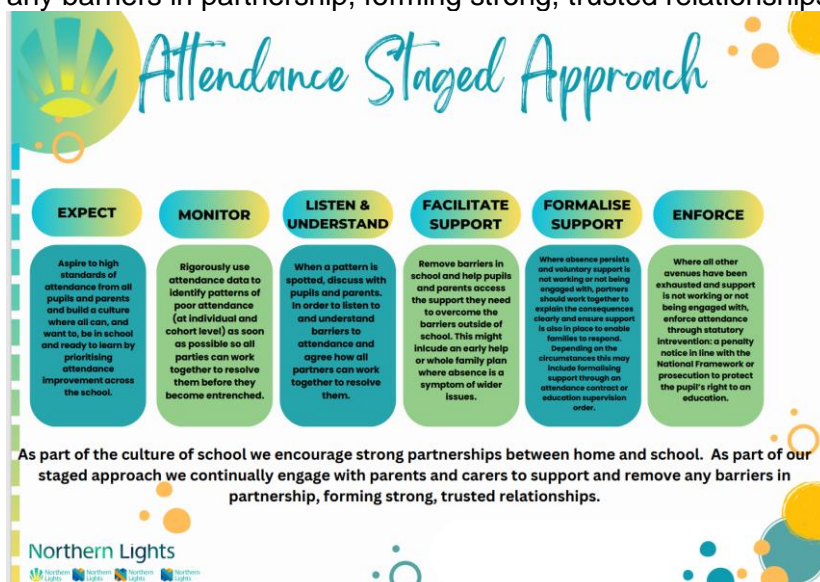 any barriers in partnership, forming strong, trusted relationships
Attendance Staged Approach
EXPECT
Aspire to high
standards of
attendance from all
pupils and parents
and build a culture
where all can, and
want to, be in school
and ready to learn by
prioritising
attendance
improvement across
the school.
MONITOR
Rigorously use
attendance data to
identify patterns of
poor attendance
(at individual and
cohort level) as soon
as possible so all
parties can work
together to resolve
them before they
become entrenched.
LISTEN &
UNDERSTAND
When a pattern is
spotted, discuss with
pupils and parents.
In order to listen to
and understand
barriers to
attendance and
agree how all
partners can work
together to resolve
them.
FACILITATE
SUPPORT
Remove barriers in
school and help pupils
and parents access
the support they need
to overcome the
barriers outside of
school. This might
inlcude an early help
or whole family plan
where absence is a
symptom of wider
issues.
FORMALISE
SUPPORT
Where absence persists
and voluntary support is
not working or not being
engaged with, partners
should work together to
explain the consequences
clearly and ensure support
is also in place to enable
families to respond.
Depending on the
circumstances this may
include formalising
support through an
attendance contract or
education supervision
order.
ENFORCE
Where all other
avenues have been
exhausted and support
is not working or not
being engaged with,
enforce attendance
through statutory
intrevention: a penalty
notice in line with the
National Framework or
prosecution to protect
the pupil's right to an
education.
As part of the culture of school we encourage strong partnerships between home and school. As part of our
staged approach we continually engage with parents and carers to support and remove any barriers in
partnership, forming strong, trusted relationships.
Northern Lights
Northern Lights
Northern Lights
Northern Lights
Northern Lights